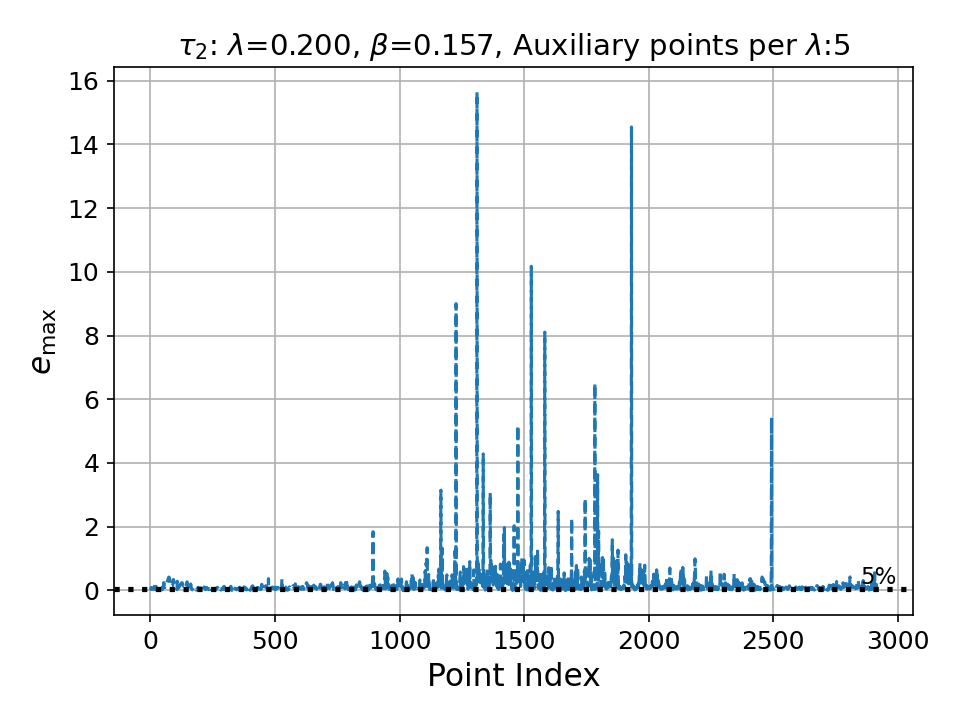 τ₂: λ=0.200, β=0.157, Auxiliary points per λ:5
16
14
12
10
8
6
4
2
0
e_max
5%
0 500 1000 1500 2000 2500 3000
Point Index